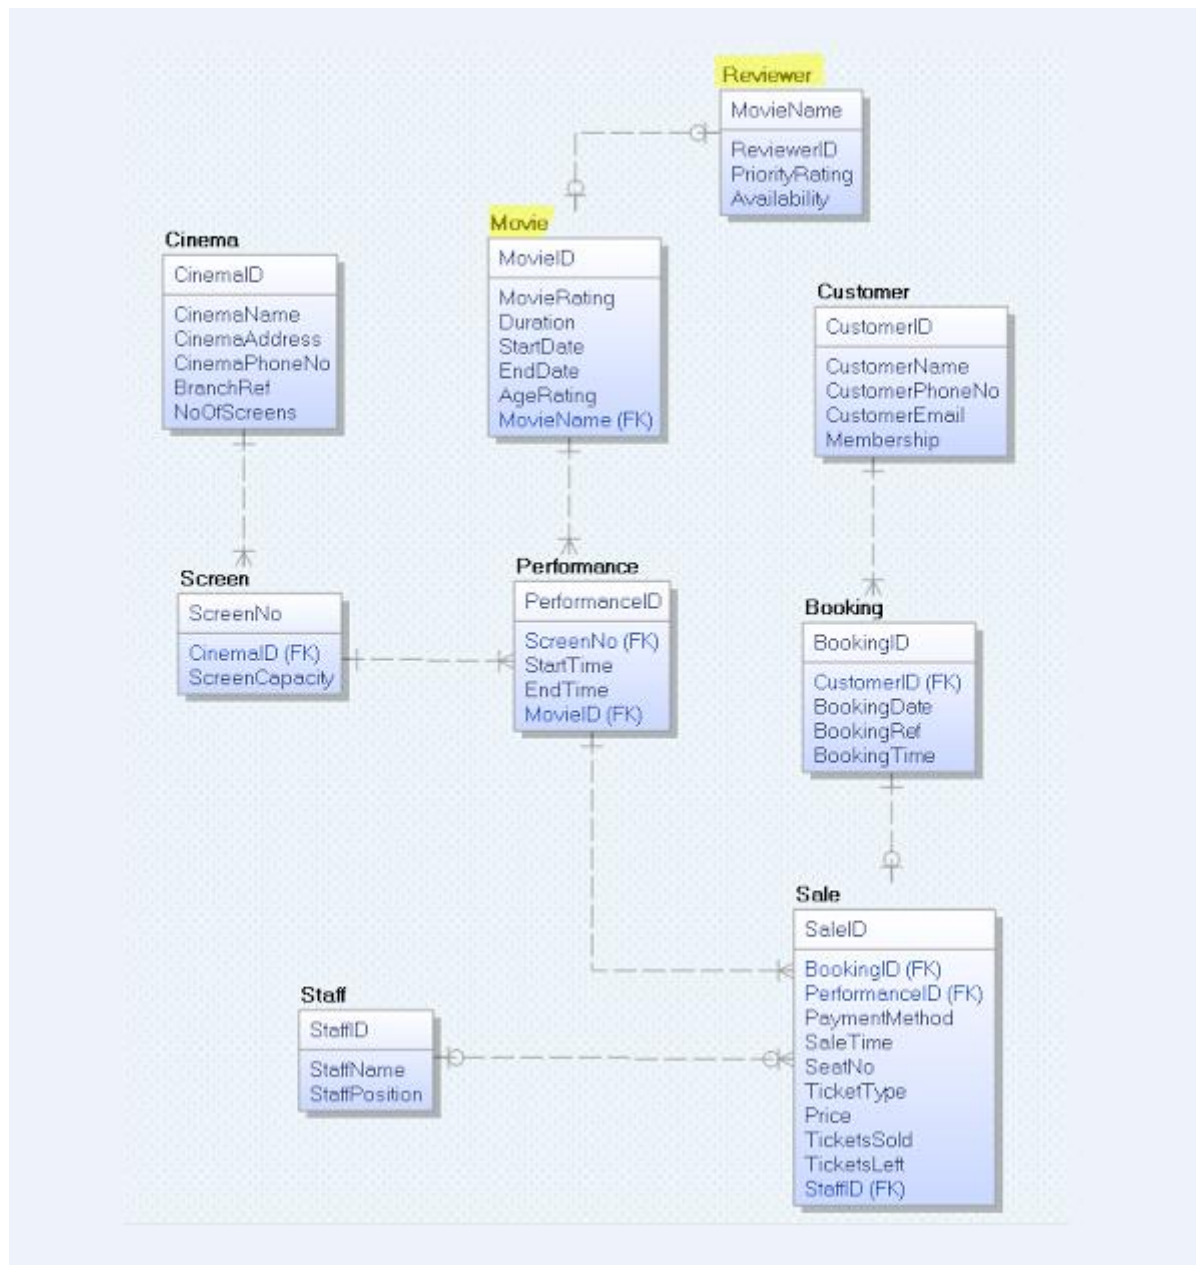 Reviewer
MovieName
ReviewerID
PriorityRating
Availability
Movie
MovieID
MovieRating
Duration
StartDate
EndDate
AgeRating
MovieName (FK)
Cinema
CinemaID
CinemaName
CinemaAddress
CinemaPhoneNo
BranchRef
NoOfScreens
Customer
CustomerID
CustomerName
CustomerPhoneNo
CustomerEmail
Membership
Screen
ScreenNo
CinemaID (FK)
ScreenCapacity
Performance
PerformanceID
ScreenNo (FK)
StartTime
EndTime
MovieID (FK)
Booking
BookingID
CustomerID (FK)
BookingDate
BookingRef
BookingTime
Sale
SaleID
BookingID (FK)
PerformanceID (FK)
PaymentMethod
SaleTime
SeatNo
TicketType
Price
TicketsSold
TicketsLeft
StaffID (FK)
Staff
StaffID
StaffName
StaffPosition